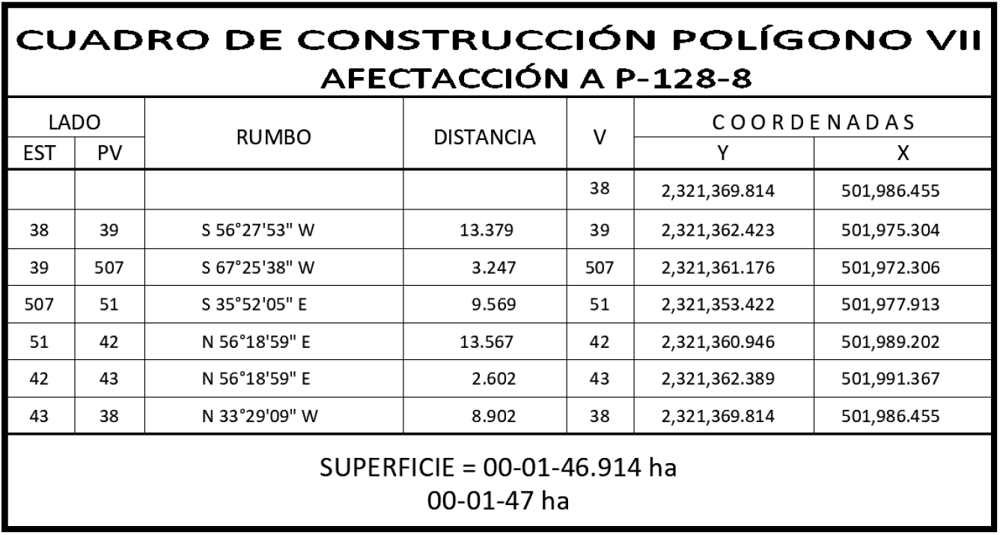 CUADRO DE CONSTRUCCIÓN POLÍGONO VII
AFECTACCIÓN A P-128-8
LADO RUMBO DISTANCIA V C O O R D E N A D A S
EST PV Y X
38 2,321,369.814 501,986.455
38 39 S 56°27'53" W 13.379 39 2,321,362.423 501,975.304
39 507 S 67°25'38" W 3.247 507 2,321,361.176 501,972.306
507 51 S 35°52'05" E 9.569 51 2,321,353.422 501,977.913
51 42 N 56°18'59" E 13.567 42 2,321,360.946 501,989.202
42 43 N 56°18'59" E 2.602 43 2,321,362.389 501,991.367
43 38 N 33°29'09" W 8.902 38 2,321,369.814 501,986.455
SUPERFICIE = 00-01-46.914 ha
00-01-47 ha